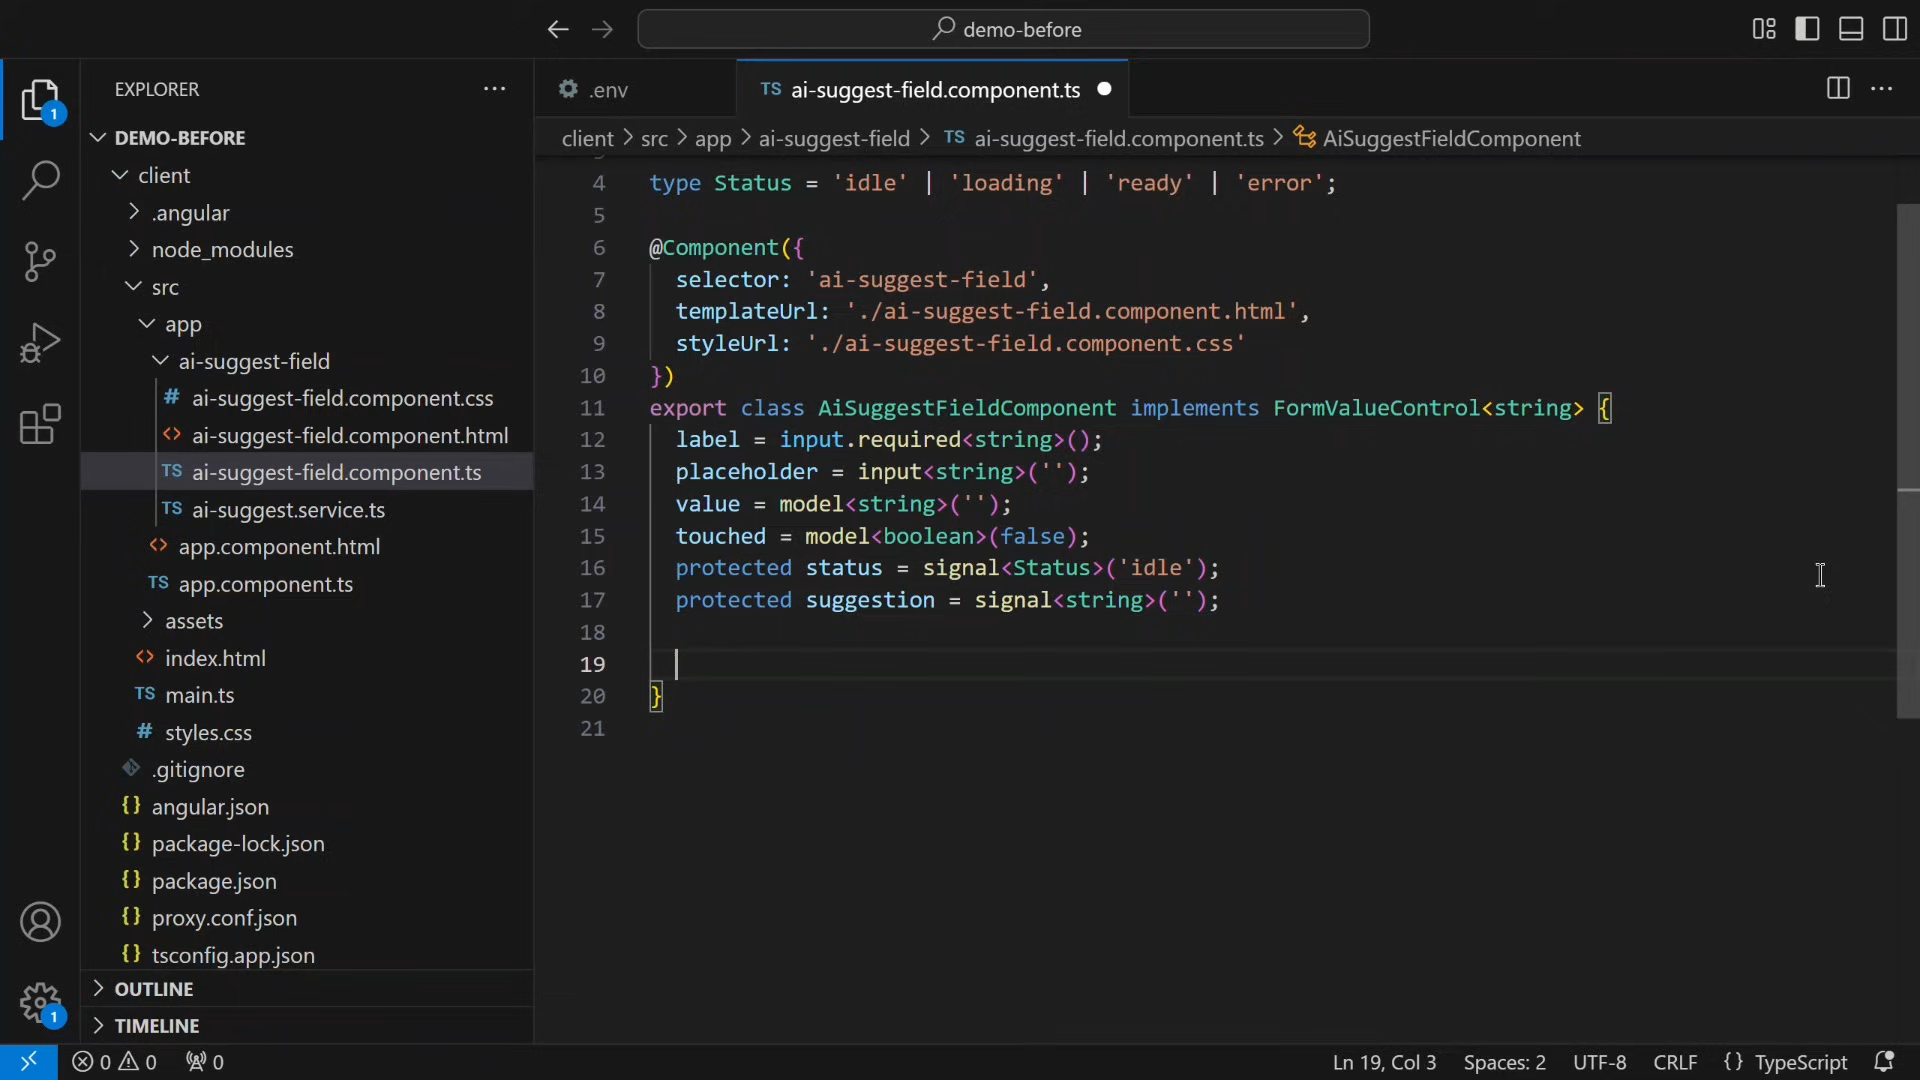 demo-before
EXPLORER
.env
TS ai-suggest-field.component.ts
client > src > app > ai-suggest-field > TS ai-suggest-field.component.ts > AiSuggestFieldComponent
1
DEMO-BEFORE
client
.angular
node_modules
src
app
ai-suggest-field
# ai-suggest-field.component.css
<> ai-suggest-field.component.html
TS ai-suggest-field.component.ts
TS ai-suggest.service.ts
<> app.component.html
TS app.component.ts
assets
<> index.html
TS main.ts
# styles.css
.gitignore
{} angular.json
{} package-lock.json
{} package.json
{} proxy.conf.json
{} tsconfig.app.json
OUTLINE
TIMELINE
1
4 type Status = 'idle' | 'loading' | 'ready' | 'error';
5
6 @Component({
7 selector: 'ai-suggest-field',
8 templateUrl: './ai-suggest-field.component.html',
9 styleUrl: './ai-suggest-field.component.css'
10 })
11 export class AiSuggestFieldComponent implements FormValueControl<string> {
12 label = input.required<string>();
13 placeholder = input<string>('');
14 value = model<string>('');
15 touched = model<boolean>(false);
16 protected status = signal<Status>('idle');
17 protected suggestion = signal<string>('');
18
19
20 }
21
0 0 0
Ln 19, Col 3 Spaces: 2 UTF-8 CRLF {} TypeScript